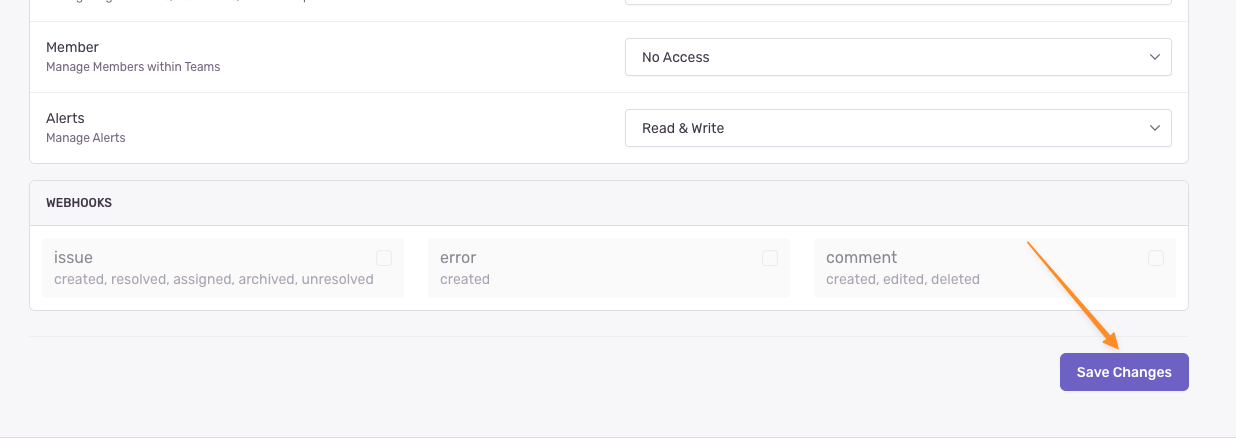 Member
Manage Members within Teams
No Access
Alerts
Manage Alerts
Read & Write
WEBHOOKS
issue
created, resolved, assigned, archived, unresolved
error
created
comment
created, edited, deleted
Save Changes